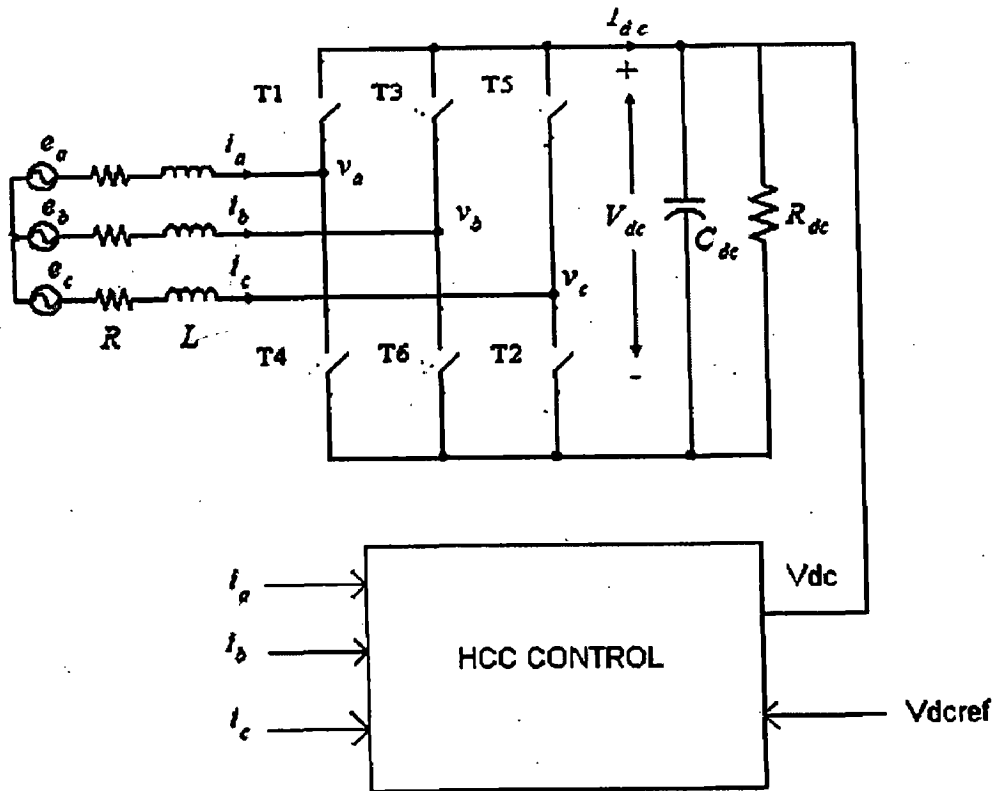 I_dc
T1 T3 T5
+
e_a i_a v_a
e_b i_b v_b
V_dc C_dc R_dc
e_c i_c v_c
R L
T4 T6 T2
-
i_a
Vdc
i_b
HCC CONTROL
i_c
Vdcref